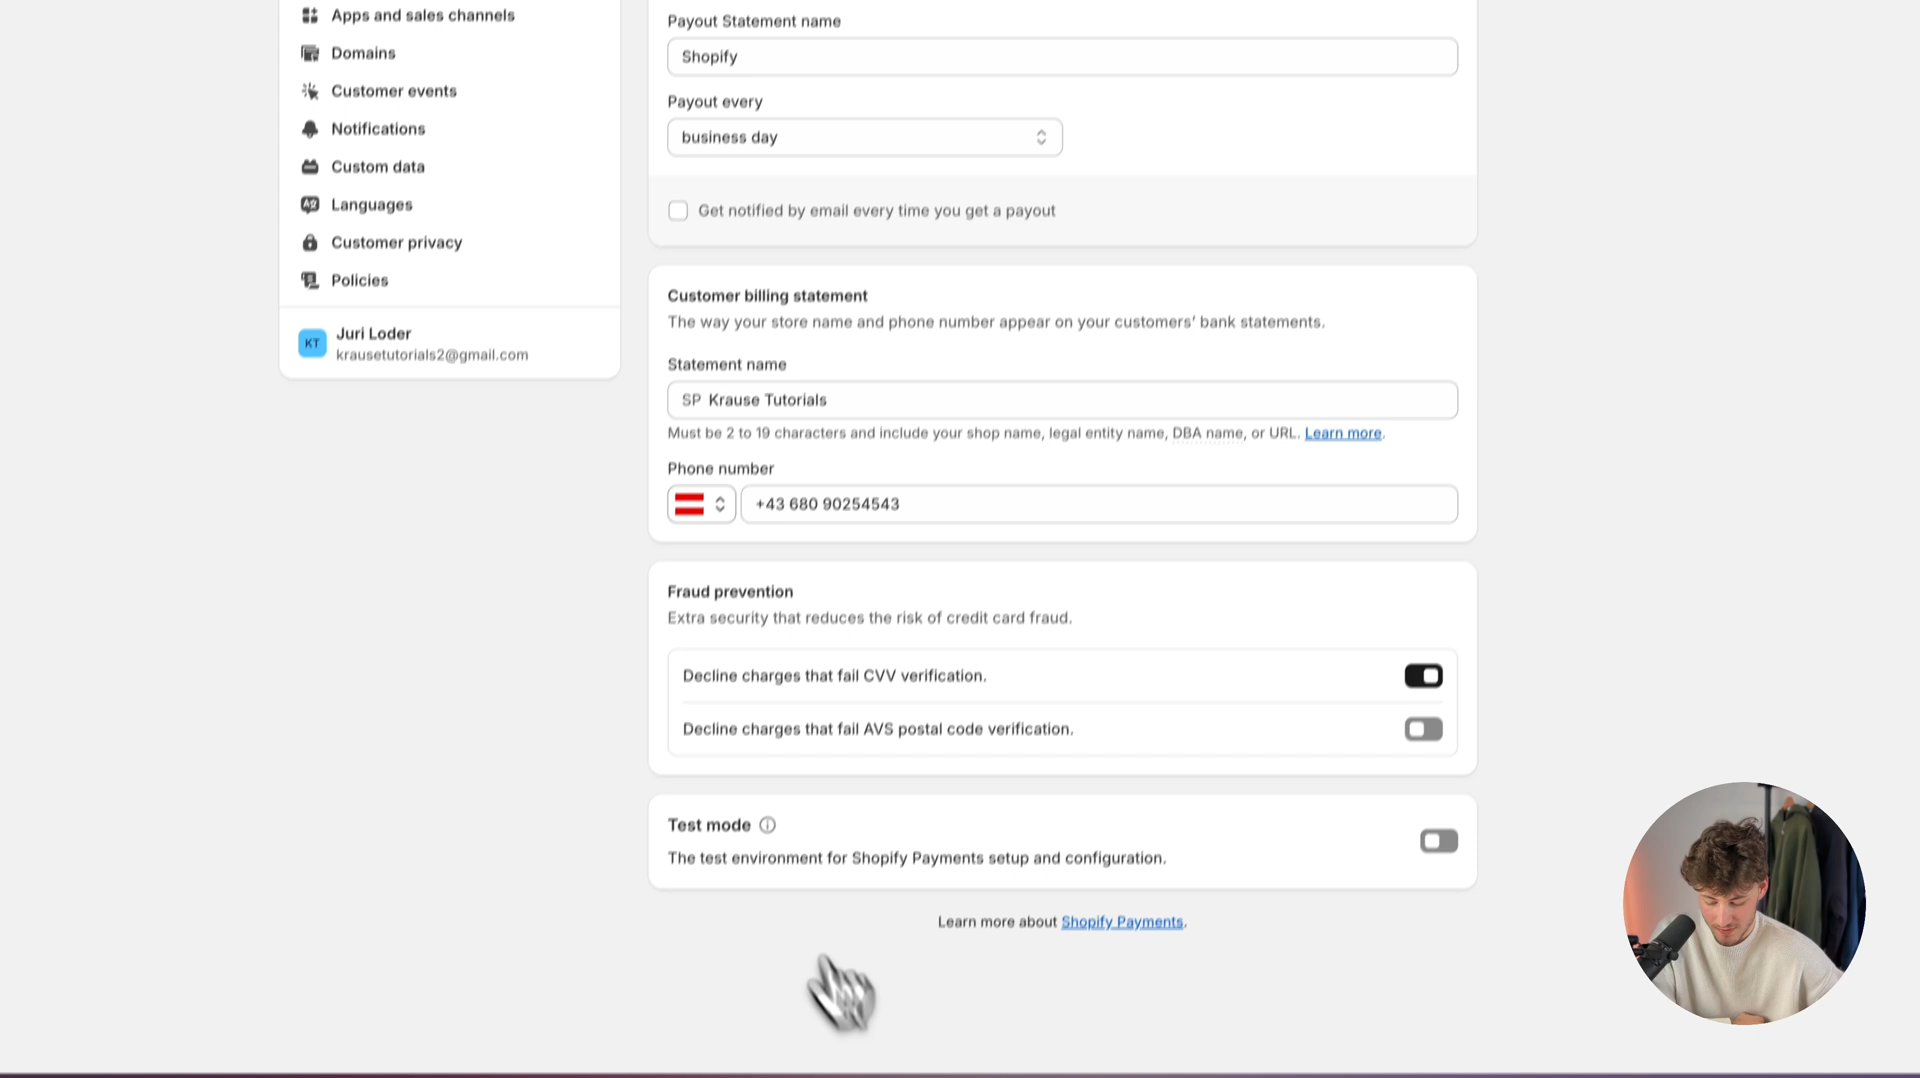 Apps and sales channels
Domains
Customer events
Notifications
Custom data
Languages
Customer privacy
Policies
KT
Juri Loder
krausetutorials2@gmail.com
Payout Statement name
Shopify
Payout every
business day
Get notified by email every time you get a payout
Customer billing statement
The way your store name and phone number appear on your customers' bank statements.
Statement name
SP Krause Tutorials
Must be 2 to 19 characters and include your shop name, legal entity name, DBA name, or URL. Learn more.
Phone number
+43 680 90254543
Fraud prevention
Extra security that reduces the risk of credit card fraud.
Decline charges that fail CVV verification.
Decline charges that fail AVS postal code verification.
Test mode
The test environment for Shopify Payments setup and configuration.
Learn more about Shopify Payments.